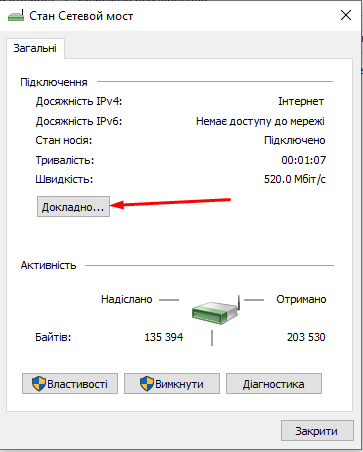 Стан Сетевой мост
Загальні
Підключення
Досяжність IPv4: Інтернет
Досяжність IPv6: Немає доступу до мережі
Стан носія: Підключено
Тривалість: 00:01:07
Швидкість: 520.0 Мбіт/с
Докладно...
Активність
Надіслано Отримано
Байтів: 135 394 203 530
Властивості Вимкнути Діагностика
Закрити